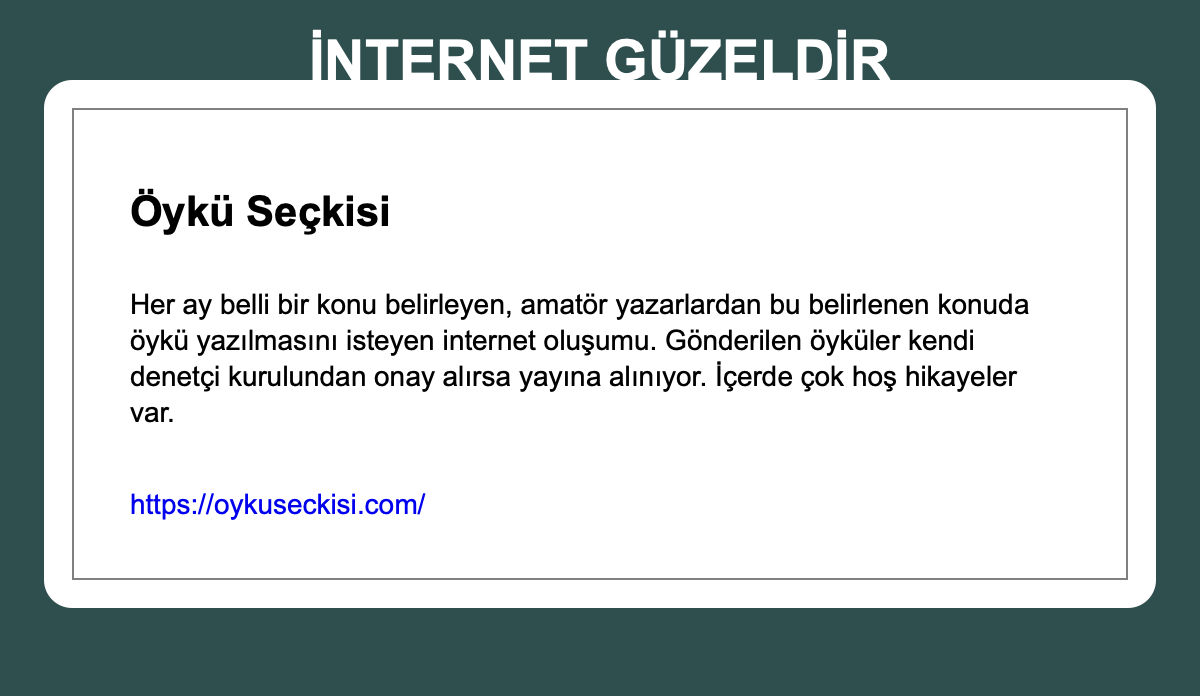 İNTERNET GÜZELDİR
Öykü Seçkisi
Her ay belli bir konu belirleyen, amatör yazarlardan bu belirlenen konuda
öykü yazılmasını isteyen internet oluşumu. Gönderilen öyküler kendi
denetçi kurulundan onay alırsa yayına alınıyor. İçerde çok hoş hikayeler
var.
https://oykuseckisi.com/